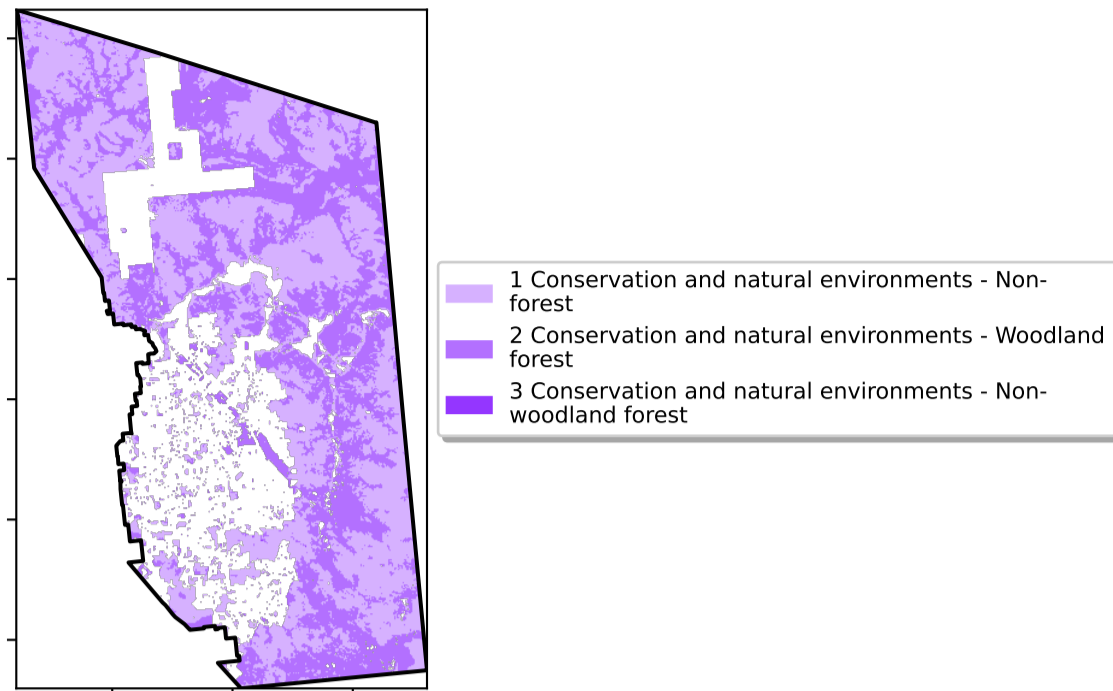 1 Conservation and natural environments - Non-
forest
2 Conservation and natural environments - Woodland
forest
3 Conservation and natural environments - Non-
woodland forest